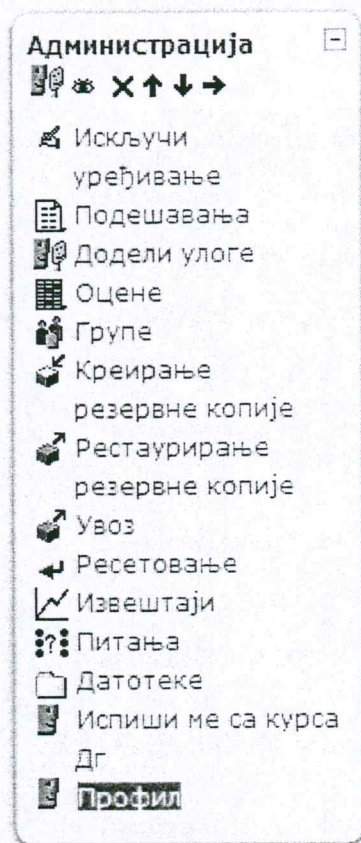 Администрација
Искључи
уређивање
Подешавања
Додели улоге
Оцене
Групе
Креирање
резервне копије
Рестаурирање
резервне копије
Увоз
Ресетовање
Извештаји
Питања
Датотеке
Испиши ме са курса
Дг
Профил